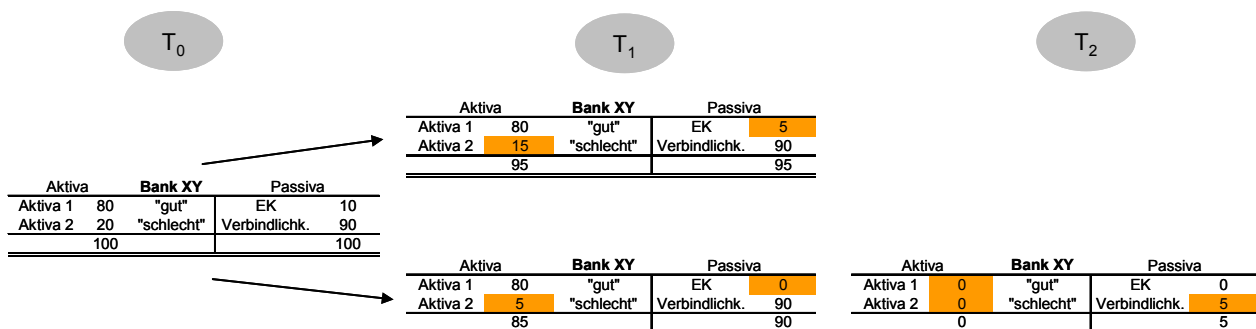 T0 T1 T2
Aktiva Bank XY Passiva
Aktiva 1 80 "gut" EK 5
Aktiva 2 15 "schlecht" Verbindlichk. 90
95 95
Aktiva Bank XY Passiva
Aktiva 1 80 "gut" EK 10
Aktiva 2 20 "schlecht" Verbindlichk. 90
100 100
Aktiva Bank XY Passiva
Aktiva 1 80 "gut" EK 0
Aktiva 2 5 "schlecht" Verbindlichk. 90
85 90
Aktiva Bank XY Passiva
Aktiva 1 0 "gut" EK 0
Aktiva 2 0 "schlecht" Verbindlichk. 5
0 5